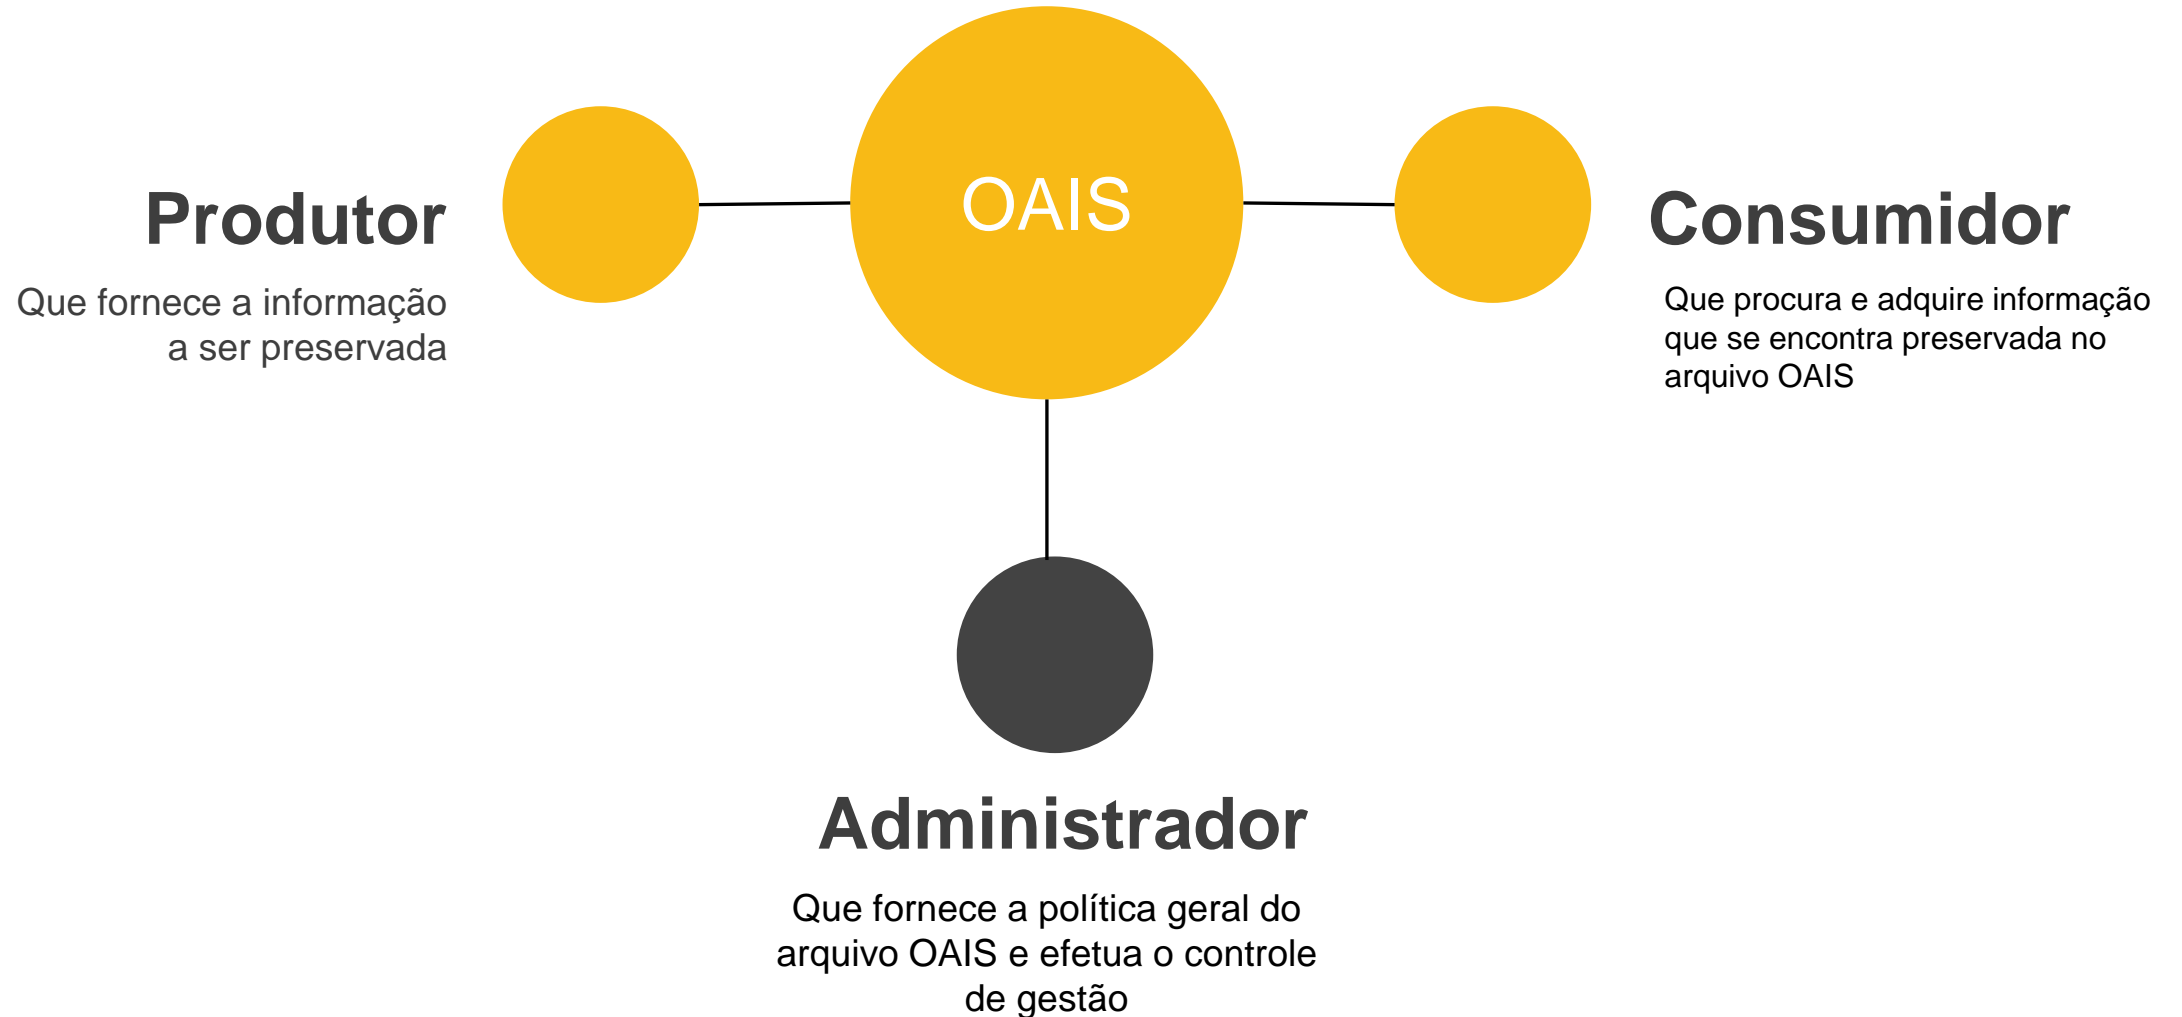 OAIS
Produtor
Que fornece a informação
a ser preservada
Consumidor
Que procura e adquire informação
que se encontra preservada no
arquivo OAIS
Administrador
Que fornece a política geral do
arquivo OAIS e efetua o controle
de gestão